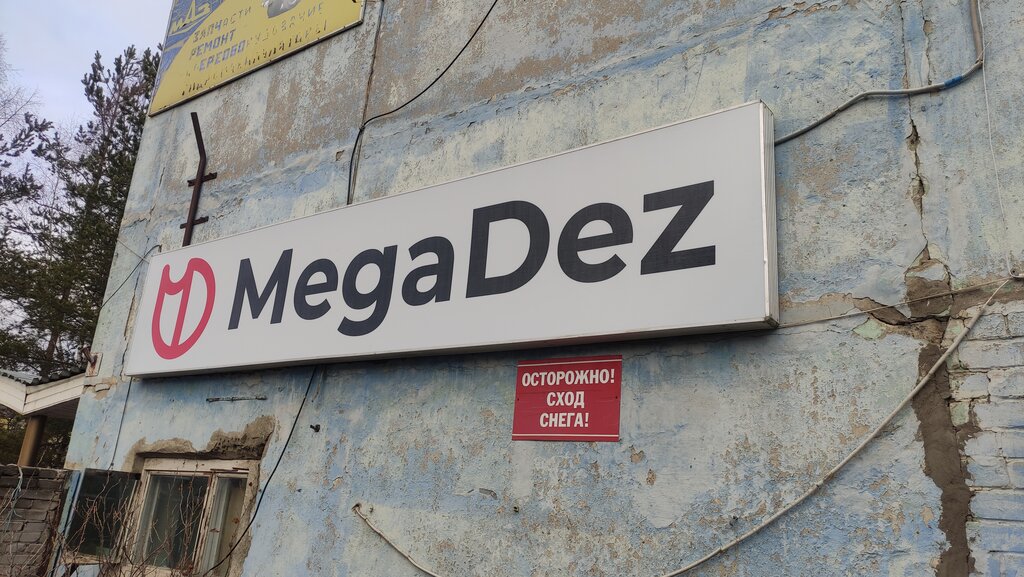 ЗАПЧАСТИ
РЕМОНТ
MegaDez
ОСТОРОЖНО!
СХОД
СНЕГА!